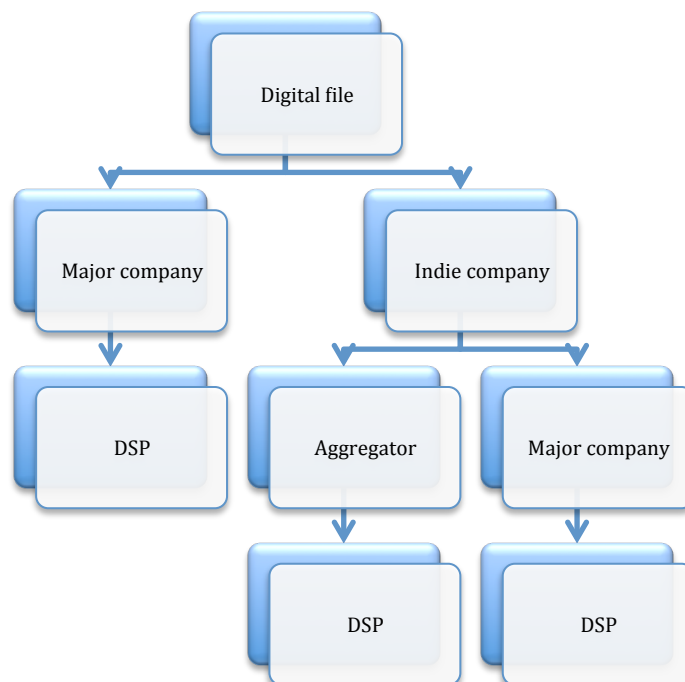 Digital file
Major company
Indie company
DSP
Aggregator
Major company
DSP
DSP